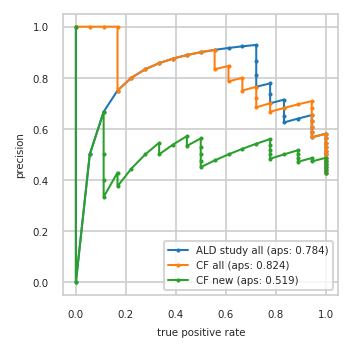 precision
1.0
0.8
0.6
0.4
0.2
0.0
ALD study all (aps: 0.784)
CF all (aps: 0.824)
CF new (aps: 0.519)
0.0 0.2 0.4 0.6 0.8 1.0
true positive rate